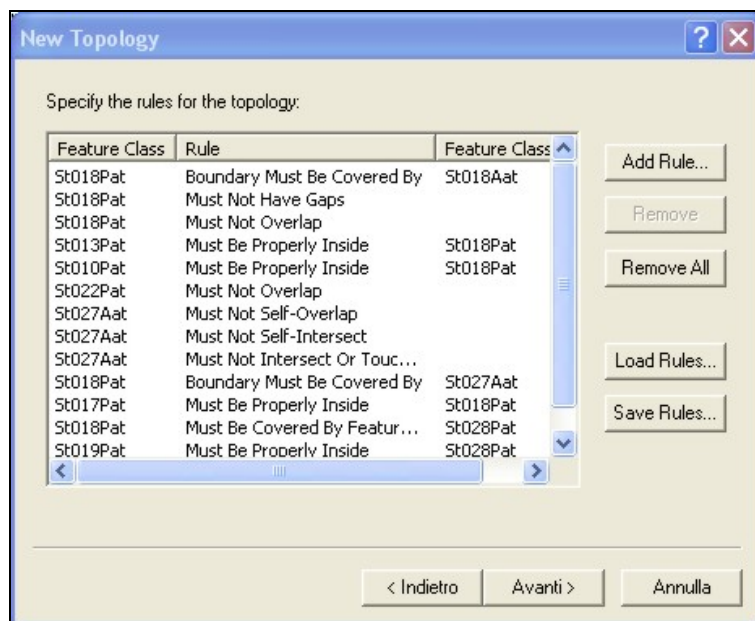 New Topology
Specify the rules for the topology:
Feature Class Rule Feature Class
St018Pat Boundary Must Be Covered By St018Aat
St018Pat Must Not Have Gaps
St018Pat Must Not Overlap
St013Pat Must Be Properly Inside St018Pat
St010Pat Must Be Properly Inside St018Pat
St022Pat Must Not Overlap
St027Aat Must Not Self-Overlap
St027Aat Must Not Self-Intersect
St027Aat Must Not Intersect Or Touc...
St018Pat Boundary Must Be Covered By St027Aat
St017Pat Must Be Properly Inside St018Pat
St018Pat Must Be Covered By Featur... St028Pat
St019Pat Must Be Properly Inside St028Pat
Add Rule...
Remove
Remove All
Load Rules...
Save Rules...
< Indietro
Avanti >
Annulla